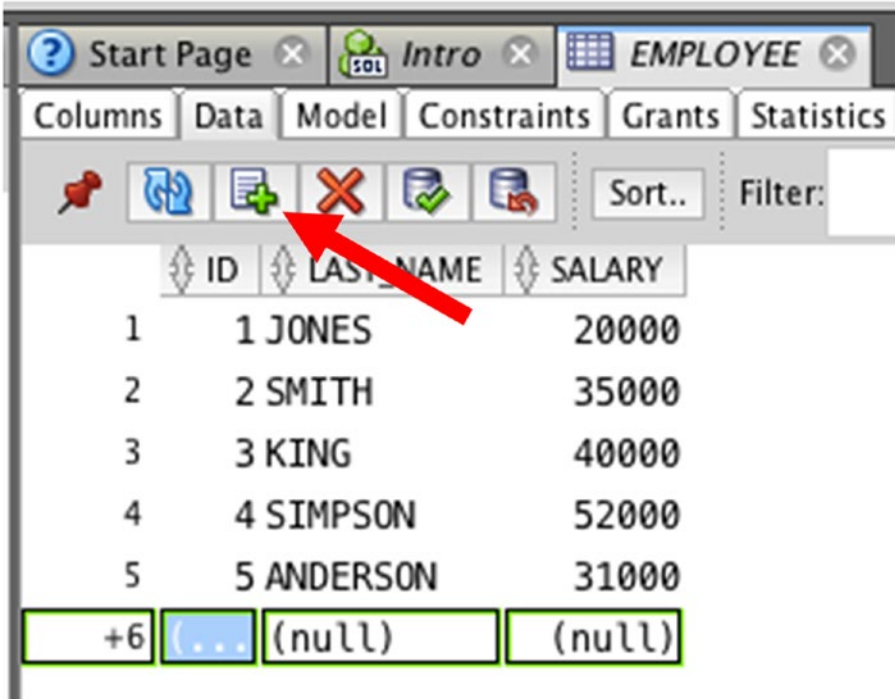 ? Start Page Intro EMPLOYEE
Columns Data Model Constraints Grants Statistics
Sort.. Filter:
ID LAST_NAME SALARY
1 1 JONES 20000
2 2 SMITH 35000
3 3 KING 40000
4 4 SIMPSON 52000
5 5 ANDERSON 31000
+6 (... (null) (null)